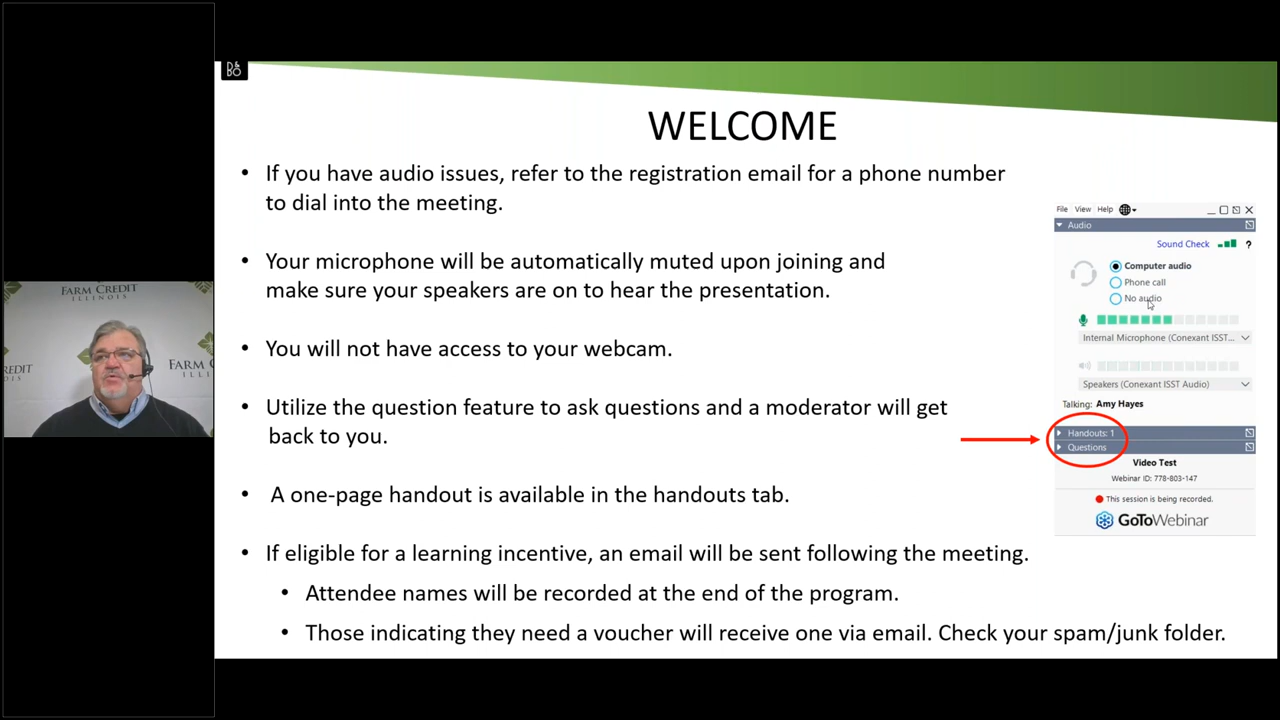 D&
BO
WELCOME
• If you have audio issues, refer to the registration email for a phone number
to dial into the meeting.
• Your microphone will be automatically muted upon joining and
make sure your speakers are on to hear the presentation.
• You will not have access to your webcam.
• Utilize the question feature to ask questions and a moderator will get
back to you.
• A one-page handout is available in the handouts tab.
• If eligible for a learning incentive, an email will be sent following the meeting.
• Attendee names will be recorded at the end of the program.
• Those indicating they need a voucher will receive one via email. Check your spam/junk folder.
File View Help
Audio
Sound Check ?
Computer audio
Phone call
No audio
Internal Microphone (Conexant ISST...
Speakers (Conexant ISST Audio)
Talking: Amy Hayes
Handouts: 1
Questions
Video Test
Webinar ID: 778-803-147
This session is being recorded.
GoToWebinar
FARM CREDIT
ILLINOIS
REDIT
OIS
FARM
IL